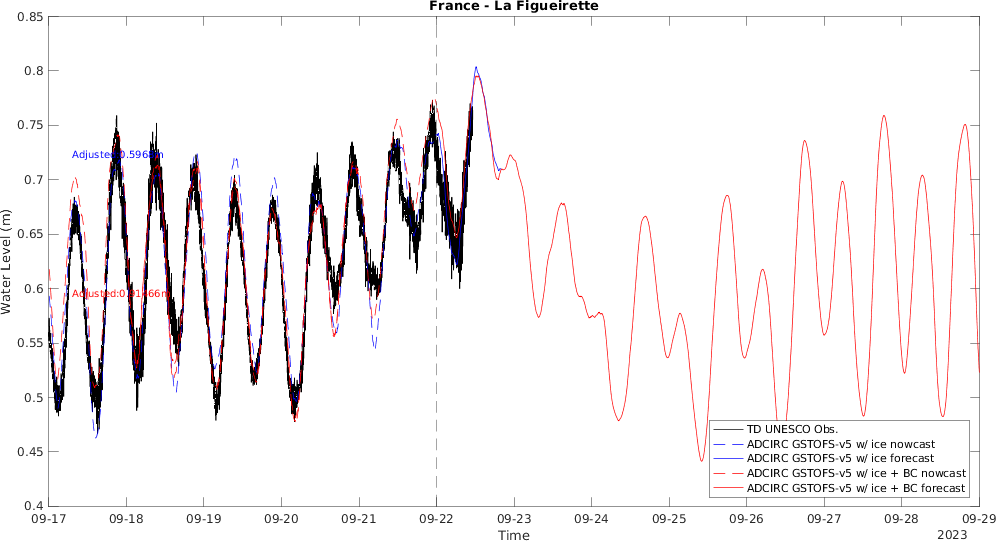 France - La Figueirette
0.85
0.8
0.75
0.7
0.65
0.6
0.55
0.5
0.45
0.4
Water Level (m)
09-17 09-18 09-19 09-20 09-21 09-22 09-23 09-24 09-25 09-26 09-27 09-28 09-29
Time
2023
TD UNESCO Obs.
ADCIRC GSTOFS-v5 w/ ice nowcast
ADCIRC GSTOFS-v5 w/ ice forecast
ADCIRC GSTOFS-v5 w/ ice + BC nowcast
ADCIRC GSTOFS-v5 w/ ice + BC forecast